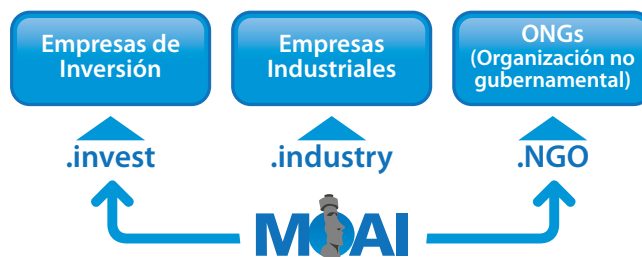 Empresas de
Inversión
Empresas
Industriales
ONGs
(Organización no
gubernamental)
.invest
.industry
.NGO
MOAI